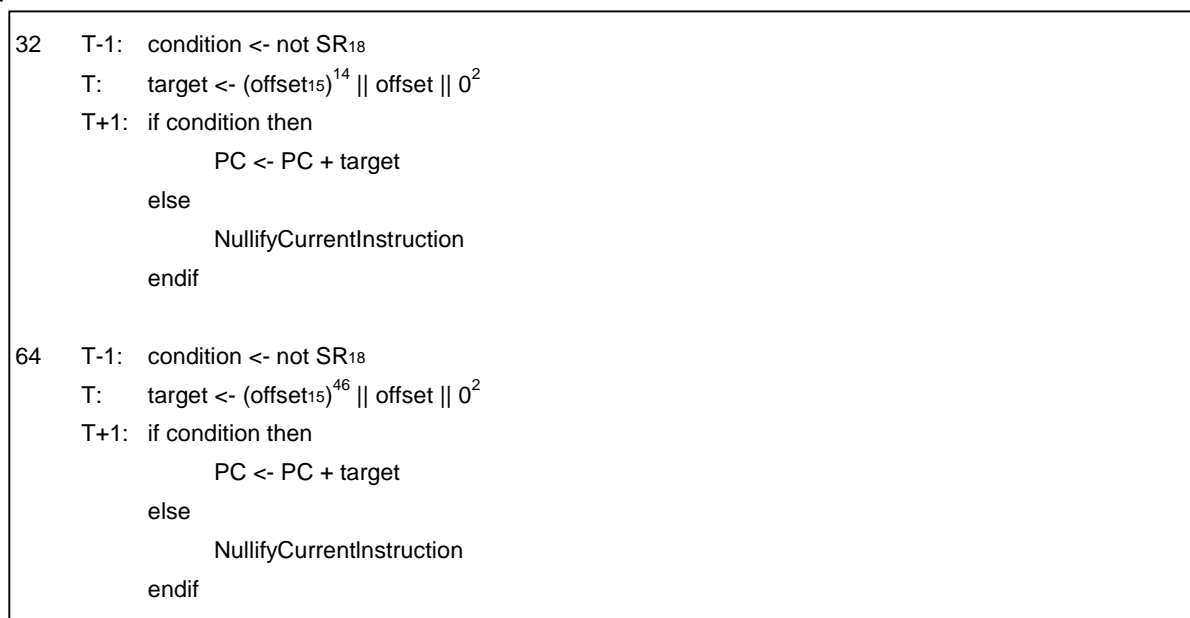 32 T-1: condition <- not SR18
T: target <- (offset15)14 || offset || 02
T+1: if condition then
PC <- PC + target
else
NullifyCurrentInstruction
endif
64 T-1: condition <- not SR18
T: target <- (offset15)46 || offset || 02
T+1: if condition then
PC <- PC + target
else
NullifyCurrentInstruction
endif